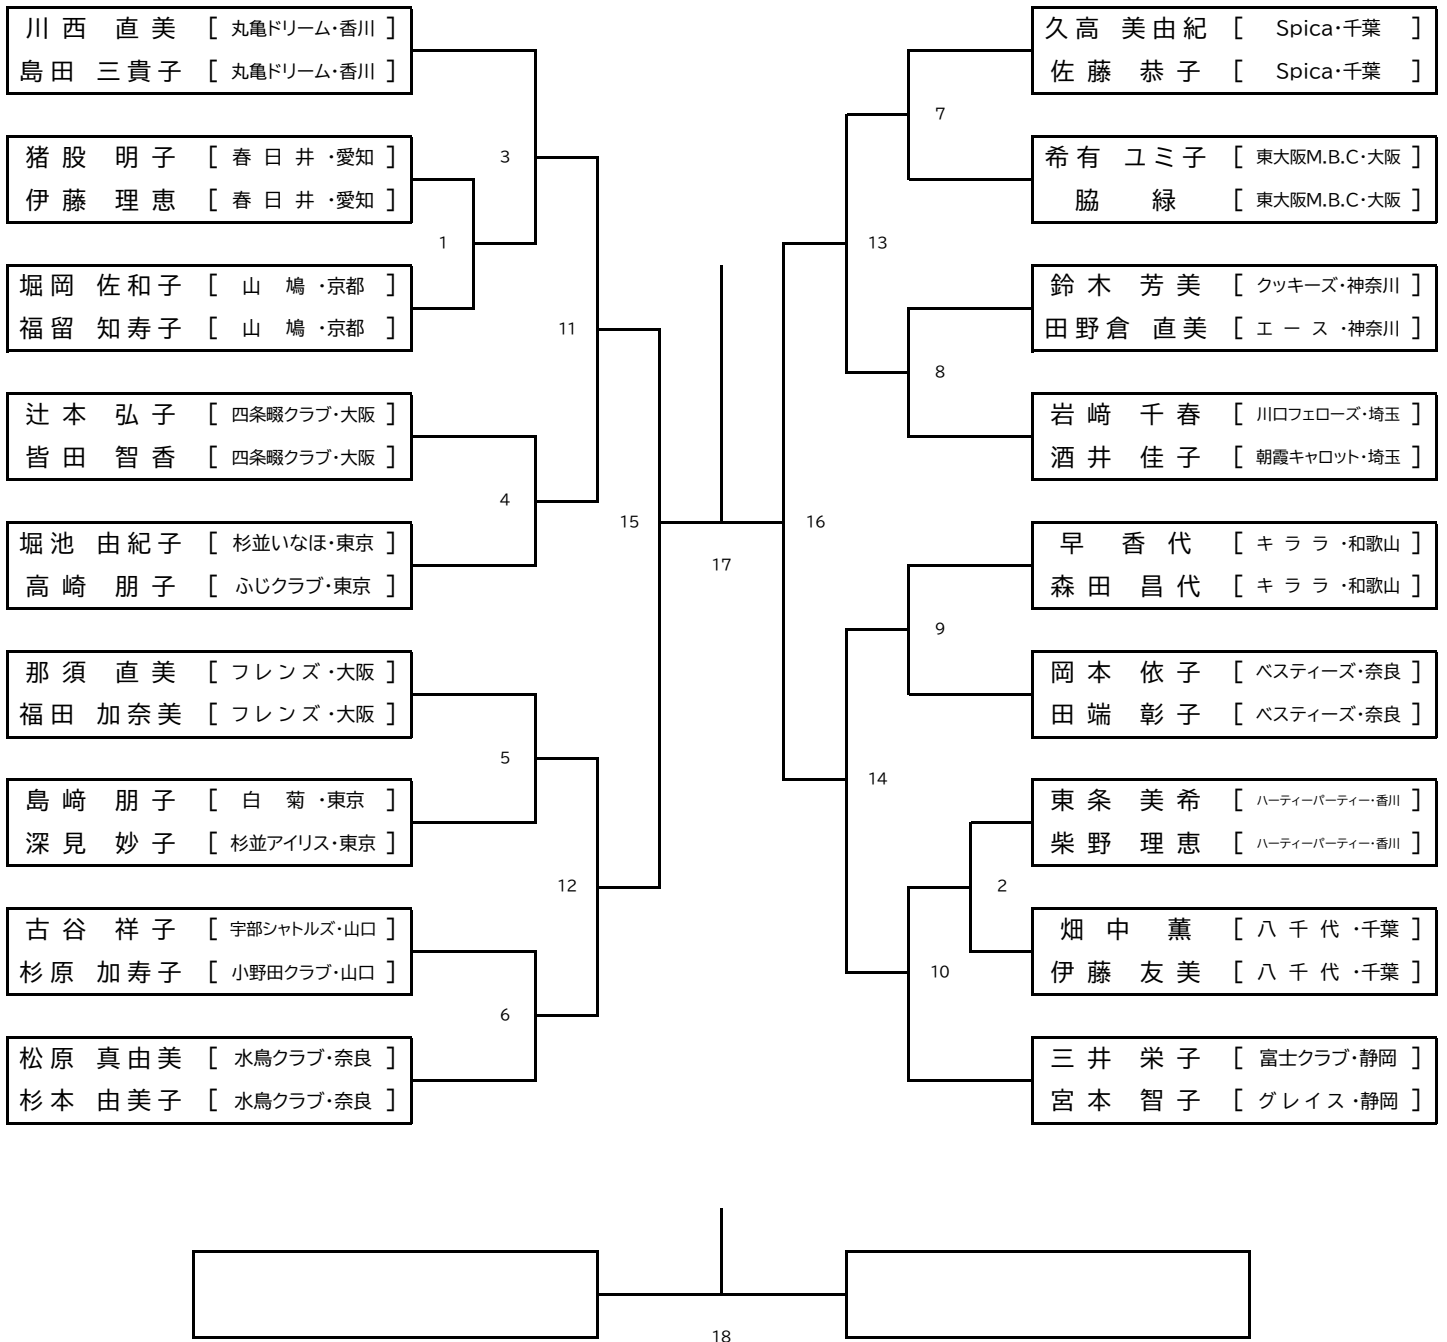 川西 直美 [ 丸亀ドリーム・香川 ]
島田 三貴子 [ 丸亀ドリーム・香川 ]
猪股 明子 [ 春日井・愛知 ]
伊藤 理恵 [ 春日井・愛知 ]
堀岡 佐和子 [ 山鳩・京都 ]
福留 知寿子 [ 山鳩・京都 ]
辻本 弘子 [ 四条畷クラブ・大阪 ]
皆田 智香 [ 四条畷クラブ・大阪 ]
堀池 由紀子 [ 杉並いなほ・東京 ]
高崎 朋子 [ ふじクラブ・東京 ]
那須 直美 [ フレンズ・大阪 ]
福田 加奈美 [ フレンズ・大阪 ]
島﨑 朋子 [ 白菊・東京 ]
深見 妙子 [ 杉並アイリス・東京 ]
古谷 祥子 [ 宇部シャトルズ・山口 ]
杉原 加寿子 [ 小野田クラブ・山口 ]
松原 真由美 [ 水鳥クラブ・奈良 ]
杉本 由美子 [ 水鳥クラブ・奈良 ]
1
3
4
5
6
11
12
15
17
16
13
14
7
8
9
10
2
久高 美由紀 [ Spica・千葉 ]
佐藤 恭子 [ Spica・千葉 ]
希有 ユミ子 [ 東大阪M.B.C・大阪 ]
脇 緑 [ 東大阪M.B.C・大阪 ]
鈴木 芳美 [ クッキーズ・神奈川 ]
田野倉 直美 [ エース・神奈川 ]
岩﨑 千春 [ 川口フェローズ・埼玉 ]
酒井 佳子 [ 朝霞キャロット・埼玉 ]
早 香代 [ キララ・和歌山 ]
森田 昌代 [ キララ・和歌山 ]
岡本 依子 [ ベスティーズ・奈良 ]
田端 彰子 [ ベスティーズ・奈良 ]
東条 美希 [ ハーティーパーティー・香川 ]
柴野 理恵 [ ハーティーパーティー・香川 ]
畑中 薫 [ 八千代・千葉 ]
伊藤 友美 [ 八千代・千葉 ]
三井 栄子 [ 富士クラブ・静岡 ]
宮本 智子 [ グレイス・静岡 ]
18